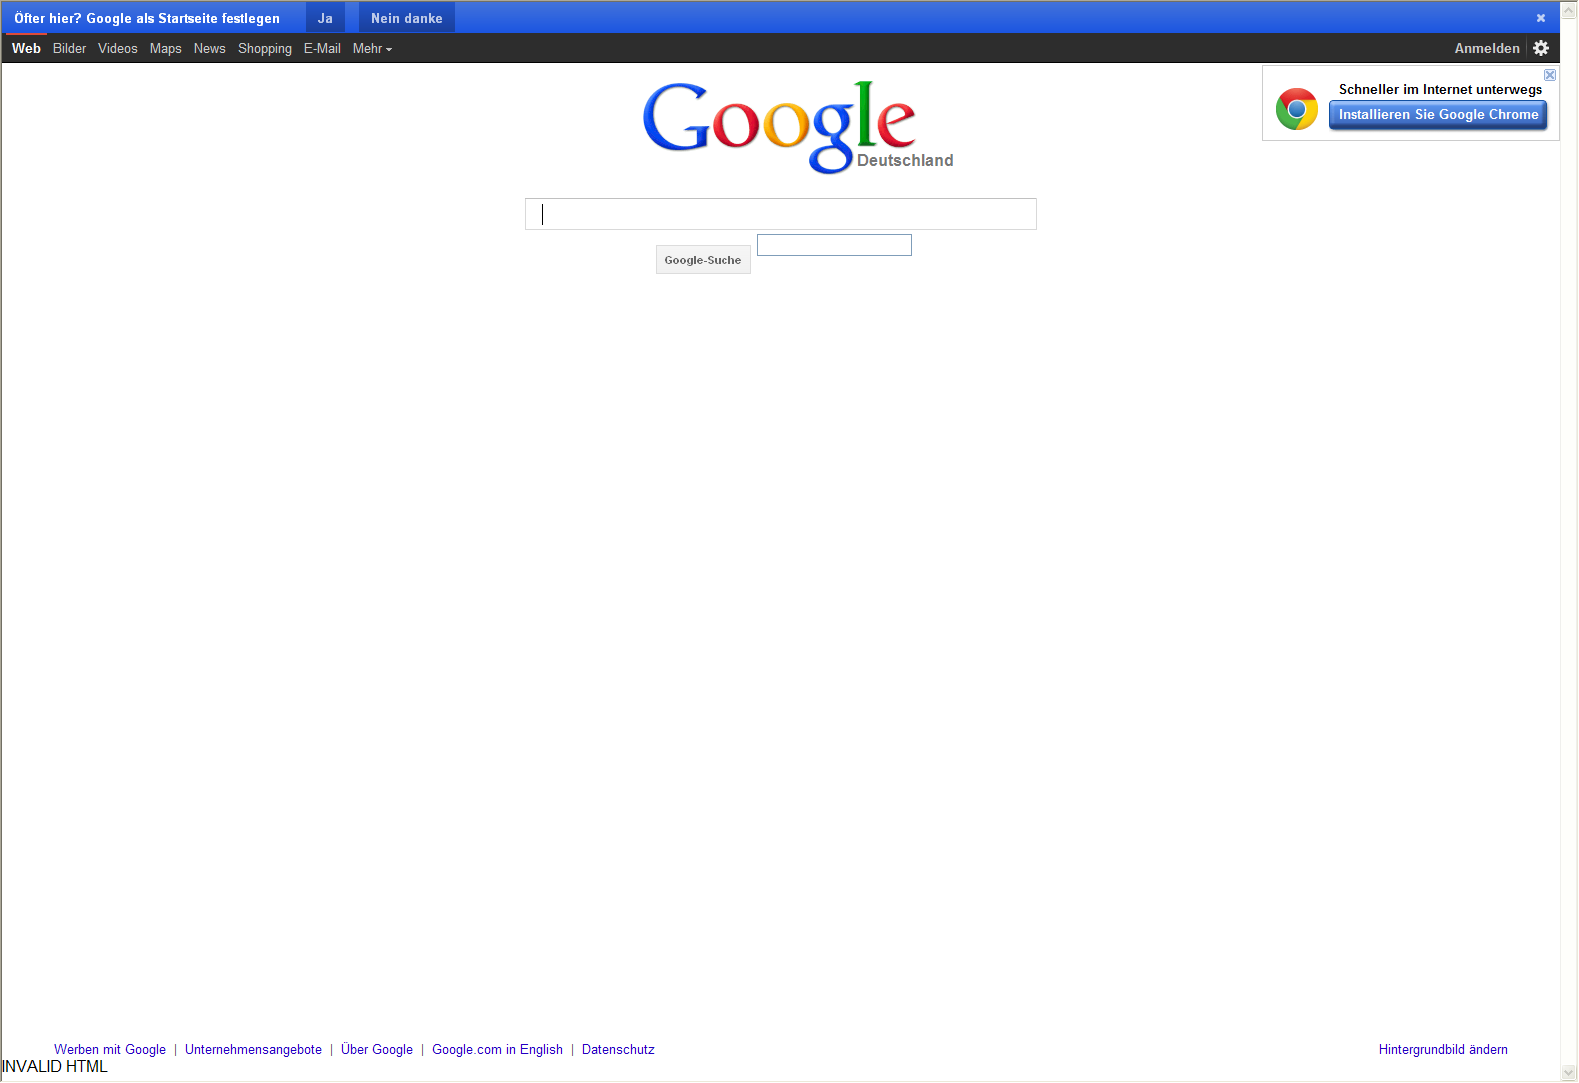 Öfter hier? Google als Startseite festlegen Ja Nein danke
Web Bilder Videos Maps News Shopping E-Mail Mehr Anmelden
Google
Deutschland
Schneller im Internet unterwegs
Installieren Sie Google Chrome
Google-Suche
Werben mit Google | Unternehmensangebote | Über Google | Google.com in English | Datenschutz Hintergrundbild ändern
INVALID HTML